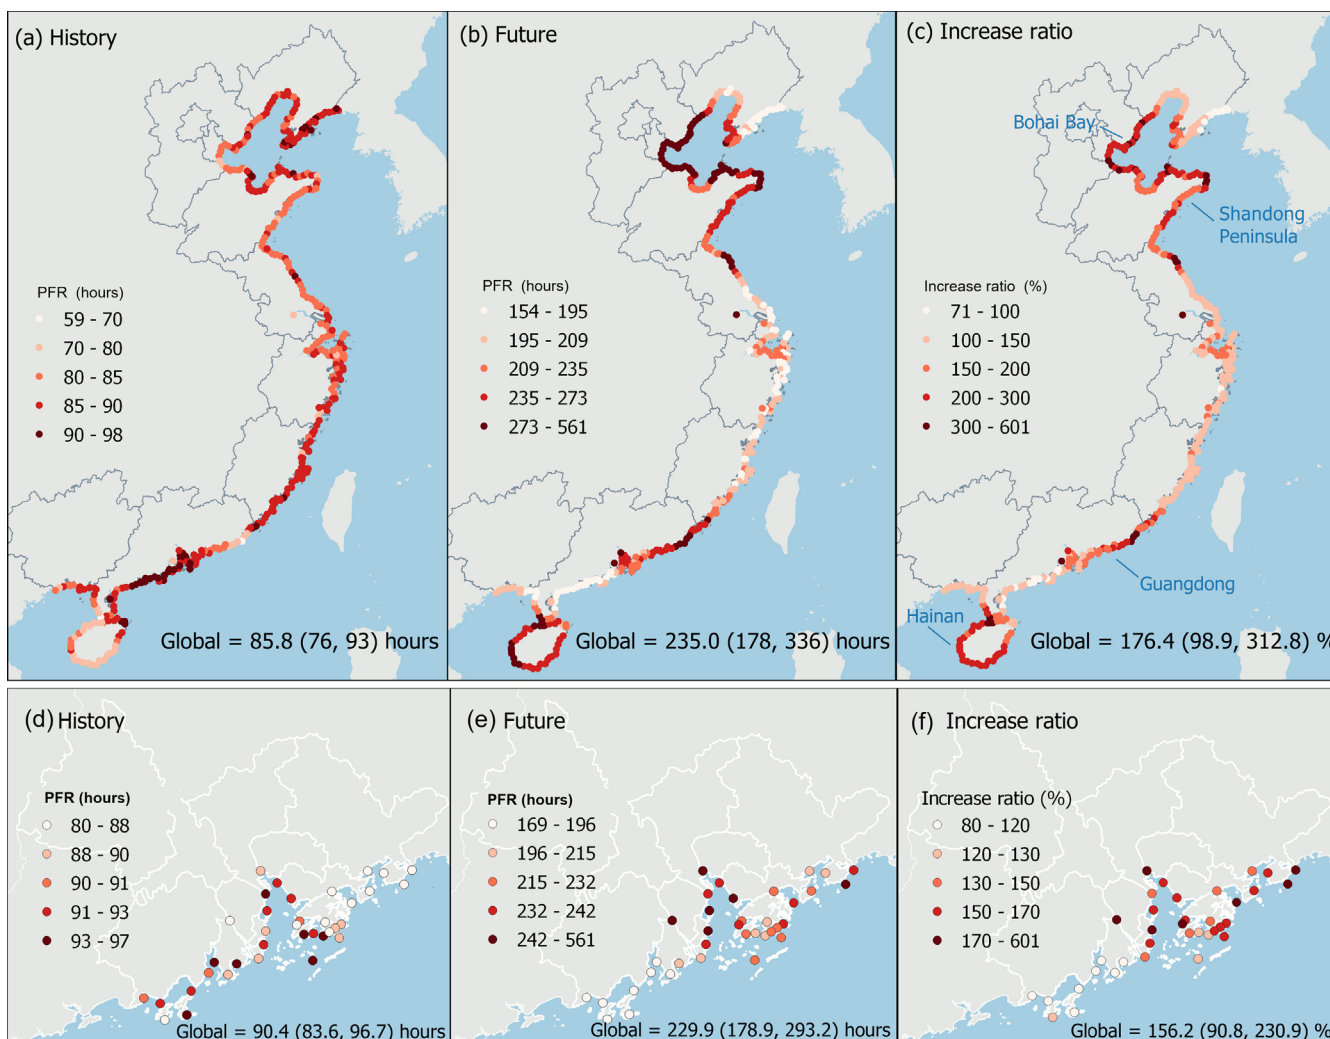 (a) History
PFR (hours)
59 - 70
70 - 80
80 - 85
85 - 90
90 - 98
Global = 85.8 (76, 93) hours
(b) Future
PFR (hours)
154 - 195
195 - 209
209 - 235
235 - 273
273 - 561
Global = 235.0 (178, 336) hours
(c) Increase ratio
Bohai Bay
Shandong
Peninsula
Increase ratio (%)
71 - 100
100 - 150
150 - 200
200 - 300
300 - 601
Guangdong
Hainan
Global = 176.4 (98.9, 312.8) %
(d) History
PFR (hours)
80 - 88
88 - 90
90 - 91
91 - 93
93 - 97
Global = 90.4 (83.6, 96.7) hours
(e) Future
PFR (hours)
169 - 196
196 - 215
215 - 232
232 - 242
242 - 561
Global = 229.9 (178.9, 293.2) hours
(f) Increase ratio
Increase ratio (%)
80 - 120
120 - 130
130 - 150
150 - 170
170 - 601
Global = 156.2 (90.8, 230.9) %